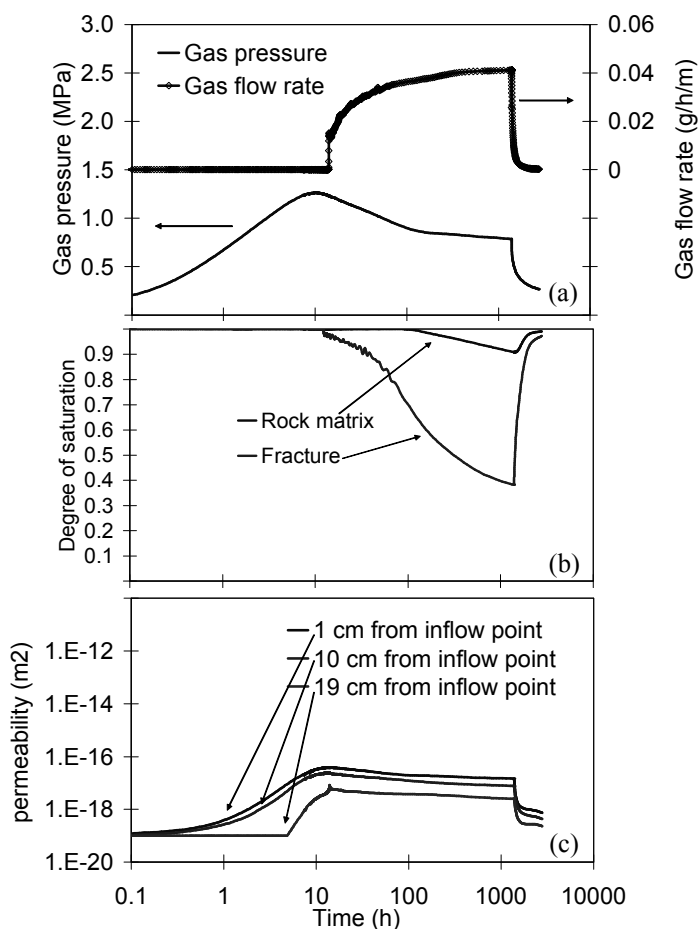 3.0
2.5
2.0
1.5
1.0
0.5
Gas pressure (MPa)
Gas pressure
Gas flow rate
0.06
0.04
0.02
0
Gas flow rate (g/h/m)
(a)
0.9
0.8
0.7
0.6
0.5
0.4
0.3
0.2
0.1
Degree of saturation
Rock matrix
Fracture
(b)
1 cm from inflow point
10 cm from inflow point
19 cm from inflow point
1.E-12
1.E-14
1.E-16
1.E-18
1.E-20
permeability (m2)
(c)
0.1 1 10 100 1000 10000
Time (h)